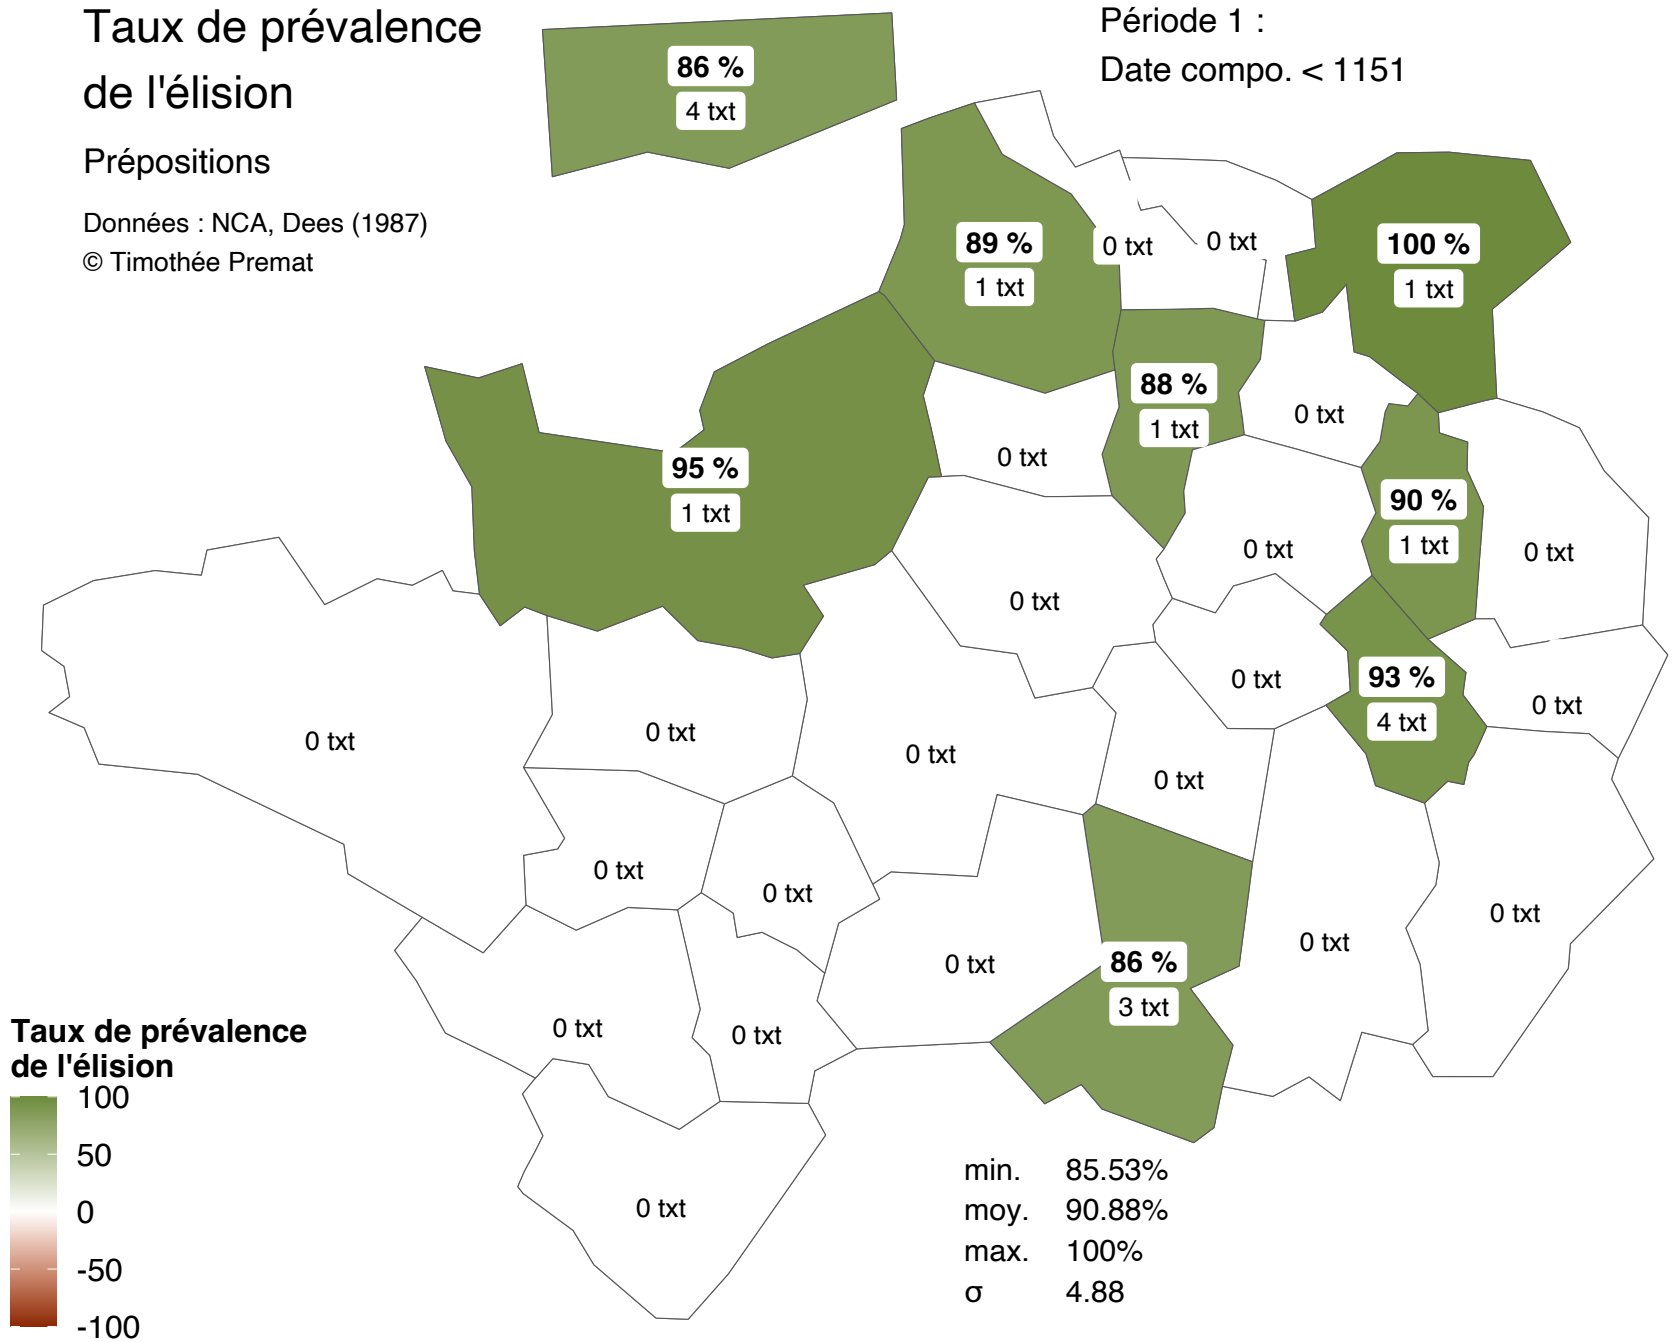 Taux de prévalence
de l'élision
Prépositions
Données : NCA, Dees (1987)
© Timothée Premat
Période 1 :
Date compo. < 1151
86 %
4 txt
89 %
1 txt
0 txt
0 txt
100 %
1 txt
88 %
1 txt
0 txt
0 txt
95 %
1 txt
90 %
1 txt
0 txt
0 txt
0 txt
93 %
4 txt
0 txt
0 txt
0 txt
0 txt
0 txt
0 txt
0 txt
0 txt
0 txt
86 %
3 txt
0 txt
0 txt
0 txt
0 txt
0 txt
0 txt
Taux de prévalence
de l'élision
100
50
0
-50
-100
min. 85.53%
moy. 90.88%
max. 100%
σ 4.88